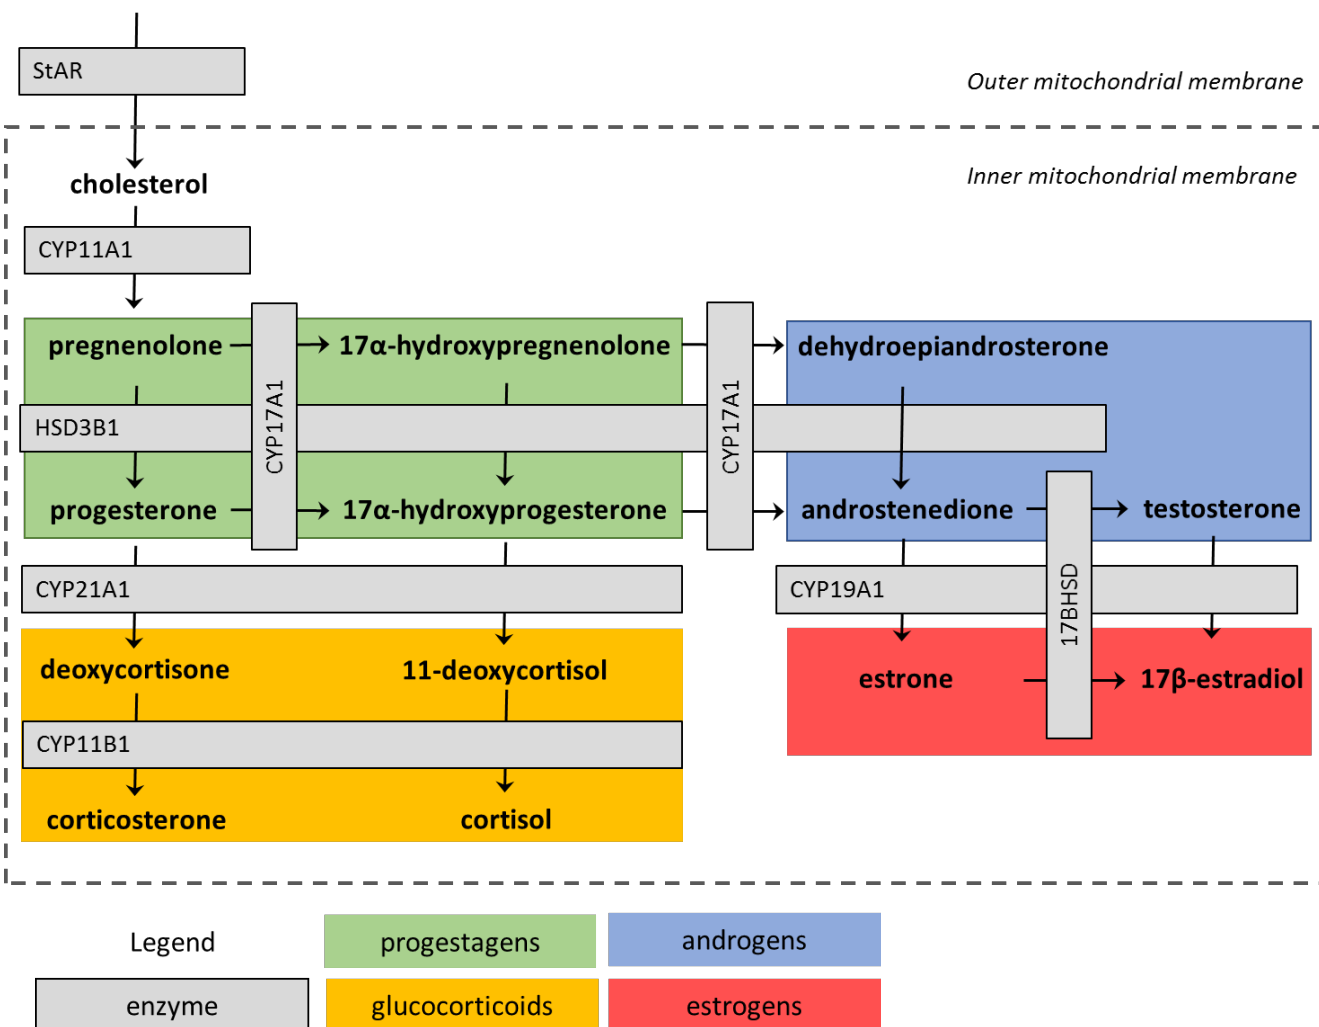 StAR
Outer mitochondrial membrane
cholesterol
Inner mitochondrial membrane
CYP11A1
pregnenolone
17α-hydroxypregnenolone
dehydroepiandrosterone
CYP17A1
CYP17A1
HSD3B1
progesterone
17α-hydroxyprogesterone
androstenedione
testosterone
CYP21A1
CYP19A1
17BHSD
deoxycortisone
11-deoxycortisol
estrone
17β-estradiol
CYP11B1
corticosterone
cortisol
Legend
progestagens
androgens
enzyme
glucocorticoids
estrogens